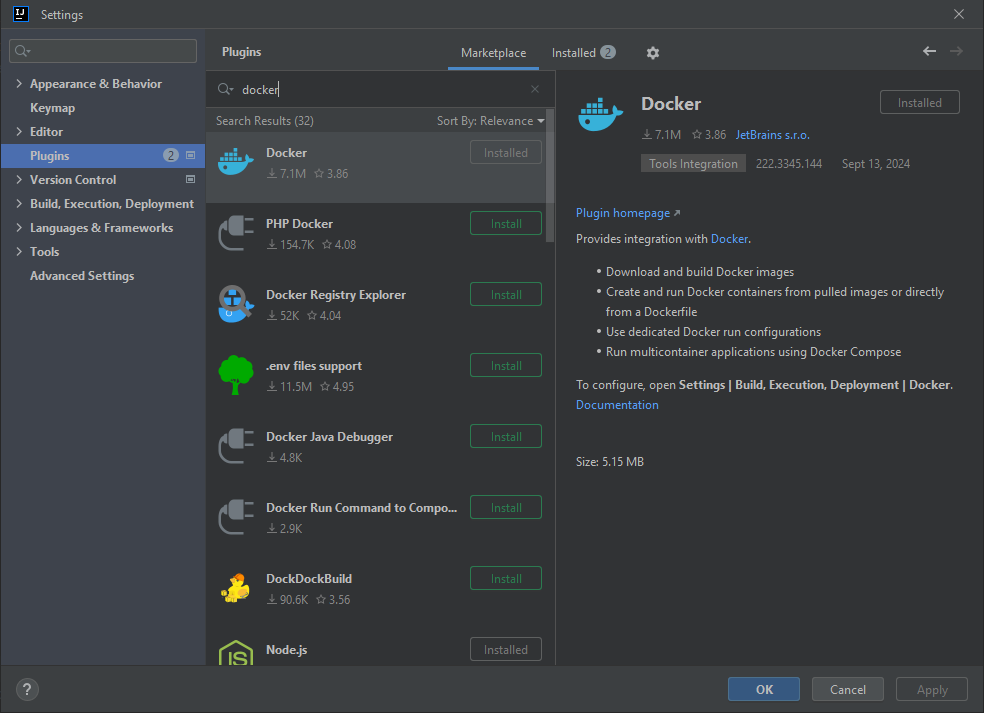 IJ
Settings
Appearance & Behavior
Keymap
Editor
Plugins 2
Version Control
Build, Execution, Deployment
Languages & Frameworks
Tools
Advanced Settings
Plugins
Marketplace
Installed 2
docker
Search Results (32) Sort By: Relevance
Docker Installed
7.1M 3.86
PHP Docker Install
154.7K 4.08
Docker Registry Explorer Install
52K 4.04
.env files support Install
11.5M 4.95
Docker Java Debugger Install
4.8K
Docker Run Command to Compo... Install
2.9K
DockDockBuild Install
90.6K 3.56
Node.js Installed
JS
Docker Installed
7.1M 3.86 JetBrains s.r.o.
Tools Integration 222.3345.144 Sept 13, 2024
Plugin homepage ↗
Provides integration with Docker.
• Download and build Docker images
• Create and run Docker containers from pulled images or directly
from a Dockerfile
• Use dedicated Docker run configurations
• Run multicontainer applications using Docker Compose
To configure, open Settings | Build, Execution, Deployment | Docker.
Documentation
Size: 5.15 MB
?
OK Cancel Apply